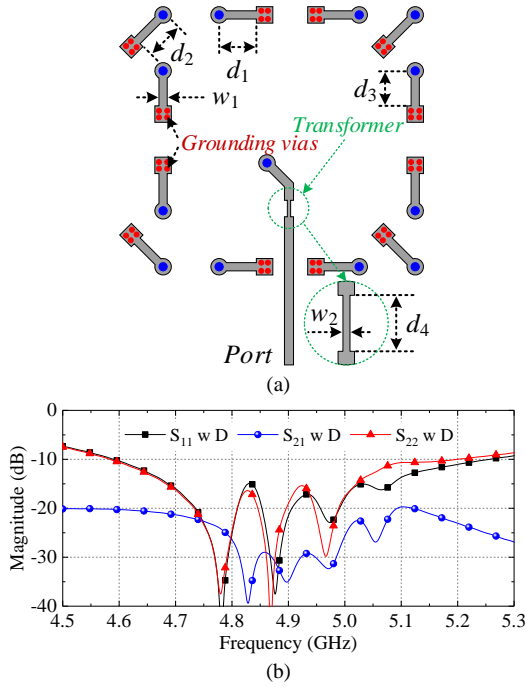 d2
d1
w1
d3
Transformer
Grounding vias
w2
d4
Port
(a)
S11 w D S21 w D S22 w D
0
-10
-20
-30
-40
Magnitude (dB)
4.5 4.6 4.7 4.8 4.9 5.0 5.1 5.2 5.3
Frequency (GHz)
(b)